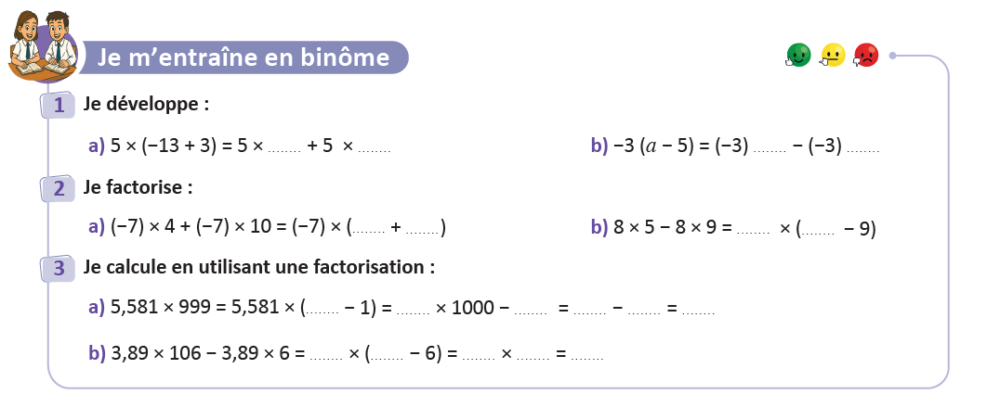 Je m’entraîne en binôme
1 Je développe :
a) 5 × (−13 + 3) = 5 × ........ + 5 × ........
b) −3 (a − 5) = (−3) ........ − (−3) ........
2 Je factorise :
a) (−7) × 4 + (−7) × 10 = (−7) × (........ + ........)
b) 8 × 5 − 8 × 9 = ........ × (........ − 9)
3 Je calcule en utilisant une factorisation :
a) 5,581 × 999 = 5,581 × (........ − 1) = ........ × 1000 − ........ = ........ − ........ = ........
b) 3,89 × 106 − 3,89 × 6 = ........ × (........ − 6) = ........ × ........ = ........